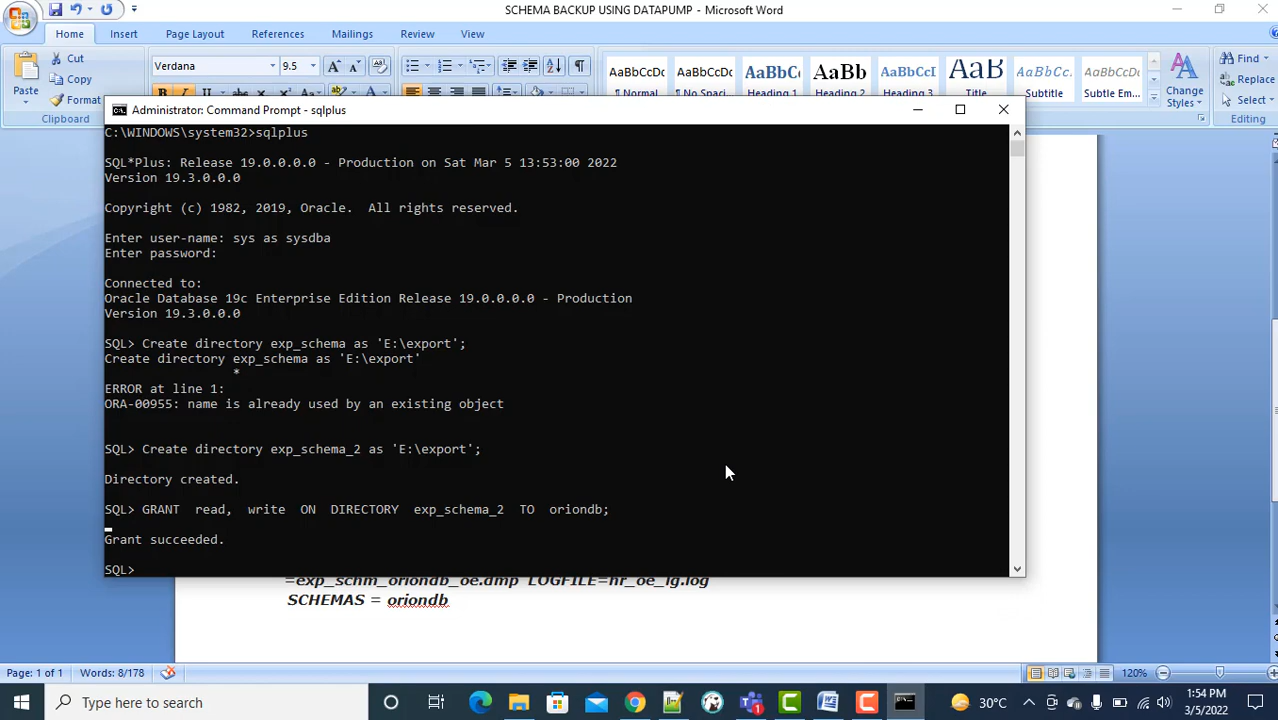 SCHEMA BACKUP USING DATAPUMP - Microsoft Word
Home Insert Page Layout References Mailings Review View
Cut
Copy
Format
Paste
Clipboard
Verdana 9.5
AaBbCcDc AaBbCcDc AaBbC AaBbCc AaBbCcI AaBb AaBbCcI AaBbCcDc
¶ Normal No Spaci Heading 1 Heading 2 Heading 3 Title Subtitle Subtle Em...
Change Styles
Find
Replace
Select
Editing
Administrator: Command Prompt - sqlplus
C:\WINDOWS\system32>sqlplus
SQL*Plus: Release 19.0.0.0.0 - Production on Sat Mar 5 13:53:00 2022
Version 19.3.0.0.0
Copyright (c) 1982, 2019, Oracle.  All rights reserved.
Enter user-name: sys as sysdba
Enter password:
Connected to:
Oracle Database 19c Enterprise Edition Release 19.0.0.0.0 - Production
Version 19.3.0.0.0
SQL> Create directory exp_schema as 'E:\export';
Create directory exp_schema as 'E:\export'
*
ERROR at line 1:
ORA-00955: name is already used by an existing object
SQL> Create directory exp_schema_2 as 'E:\export';
Directory created.
SQL> GRANT  read,  write  ON  DIRECTORY  exp_schema_2  TO  oriondb;
Grant succeeded.
SQL>
=exp_schm_oriondb_oe.dmp LOGFILE=hr_oe_lg.log
SCHEMAS = oriondb
Page: 1 of 1 Words: 8/178 120%
Type here to search
30°C
1:54 PM
3/5/2022